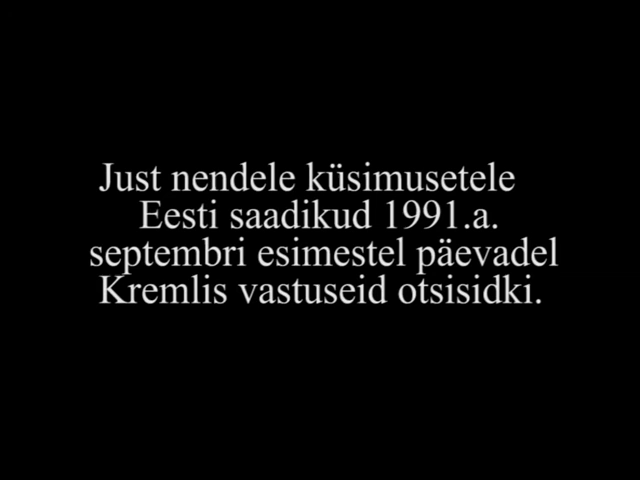 Just nendele küsimusetele
Eesti saadikud 1991.a.
septembri esimestel päevadel
Kremlis vastuseid otsisidki.